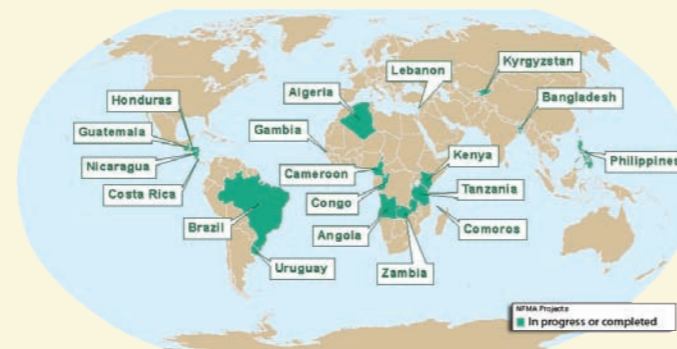 Lebanon
Kyrgyzstan
Honduras
Algeria
Bangladesh
Guatemala
Gambia
Kenya
Nicaragua
Cameroon
Philippines
Costa Rica
Congo
Tanzania
Brazil
Angola
Comoros
Uruguay
Zambia
NFMA Projects
In progress or completed